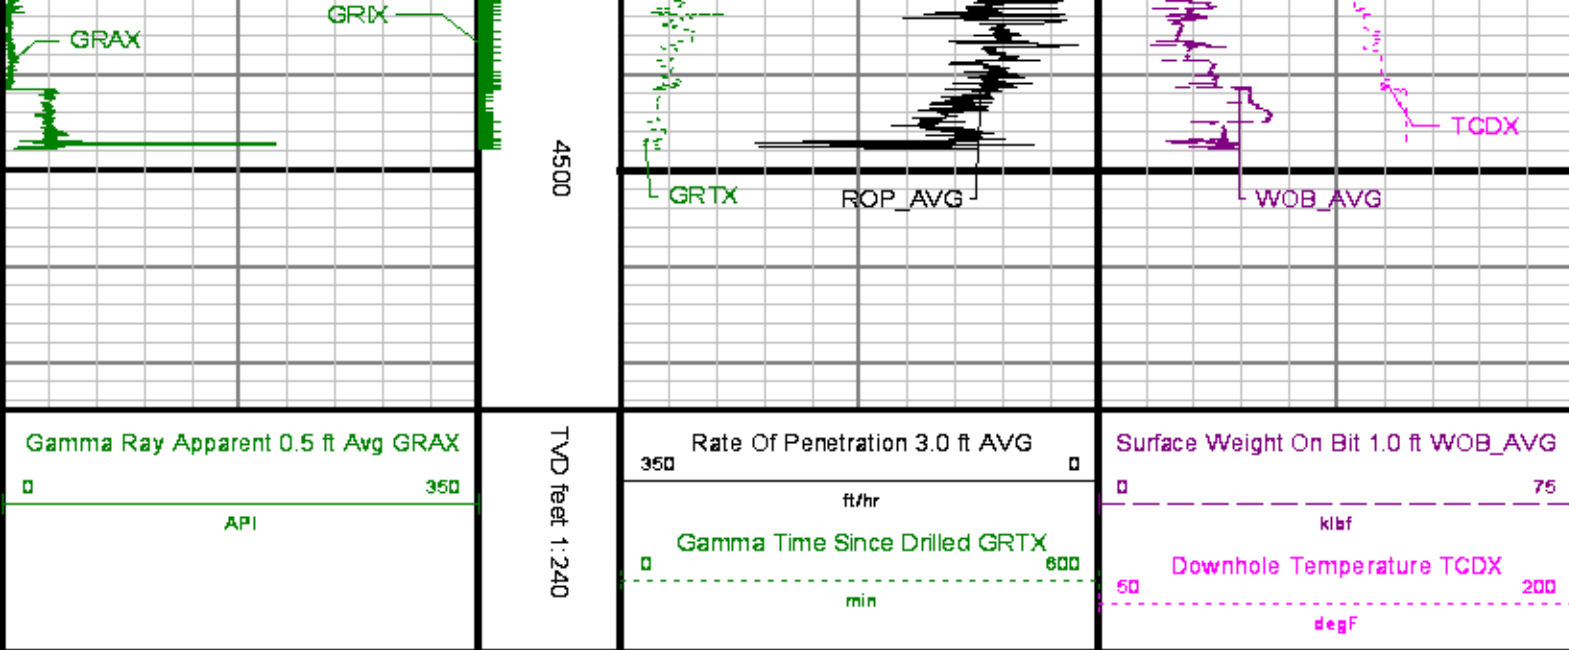 GRIX
GRAX
4500
GRTX
ROP_AVG
TCDX
WOB_AVG
Gamma Ray Apparent 0.5 ft Avg GRAX
0 350
API
TVD feet 1:240
Rate Of Penetration 3.0 ft AVG
350 0
ft/hr
Gamma Time Since Drilled GRTX
0 600
min
Surface Weight On Bit 1.0 ft WOB_AVG
0 75
klbf
Downhole Temperature TCDX
50 200
degF